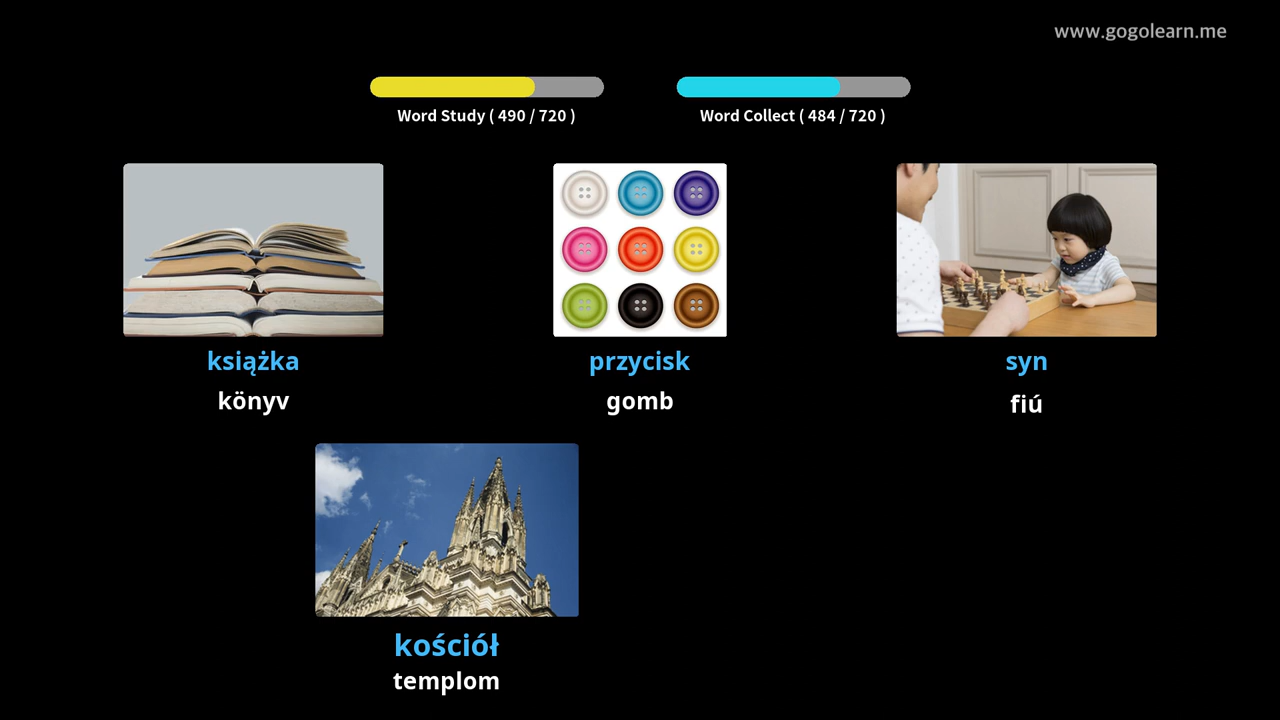 www.gogolearn.me
Word Study ( 490 / 720 )
Word Collect ( 484 / 720 )
książka
przycisk
syn
könyv
gomb
fiú
kościół
templom